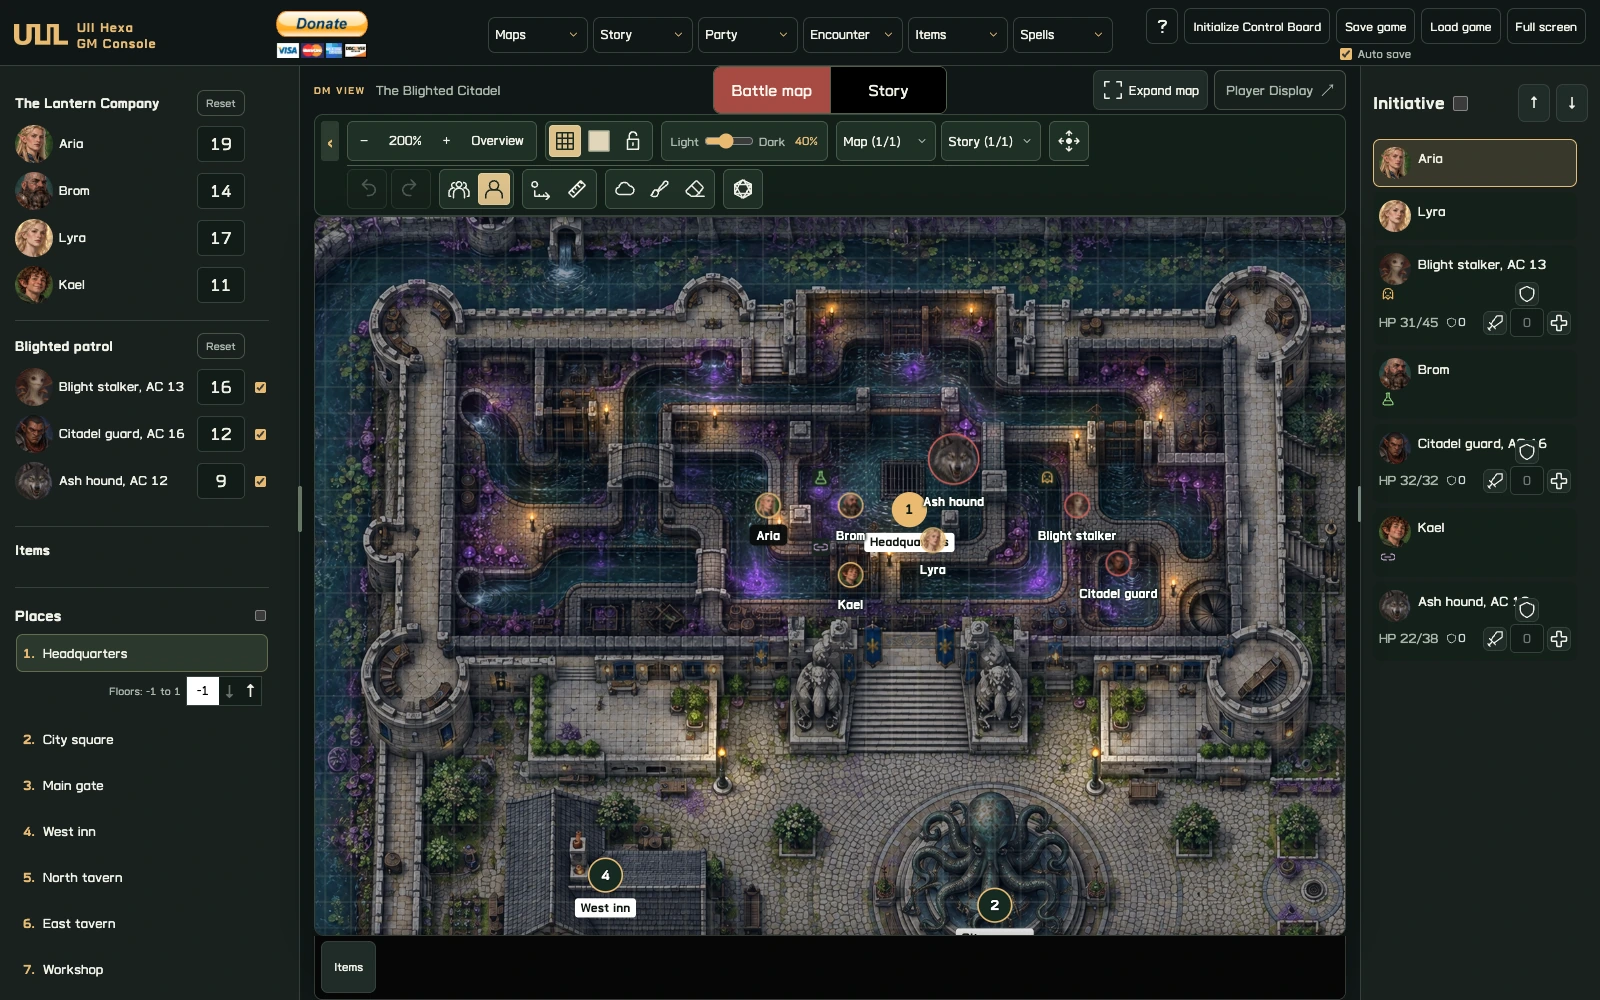 UII Hexa
GM Console
Donate
VISA
Maps
Story
Party
Encounter
Items
Spells
?
Initialize Control Board
Save game
Load game
Full screen
Auto save
The Lantern Company
Reset
Aria
19
Brom
14
Lyra
17
Kael
11
Blighted patrol
Reset
Blight stalker, AC 13
16
Citadel guard, AC 16
12
Ash hound, AC 12
9
Items
Places
1. Headquarters
Floors: -1 to 1
-1
2. City square
3. Main gate
4. West inn
5. North tavern
6. East tavern
7. Workshop
DM VIEW
The Blighted Citadel
Battle map
Story
Expand map
Player Display
200%
Overview
Light
Dark
40%
Map (1/1)
Story (1/1)
Ash hound
1
Aria
Brom
Lyra
Kael
Blight stalker
Citadel guard
4
West inn
2
Items
Initiative
Aria
Lyra
Blight stalker, AC 13
HP 31/45
0
0
Brom
Citadel guard,
HP 32/32
0
0
Kael
Ash hound, AC
HP 22/38
0
0